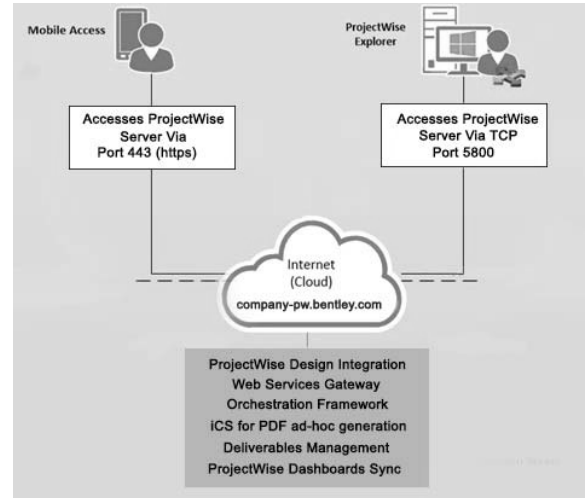 Mobile Access
ProjectWise
Explorer
Accesses ProjectWise
Server Via
Port 443 (https)
Accesses ProjectWise
Server Via TCP
Port 5800
Internet
(Cloud)
company-pw.bentley.com
ProjectWise Design Integration
Web Services Gateway
Orchestration Framework
iCS for PDF ad-hoc generation
Deliverables Management
ProjectWise Dashboards Sync